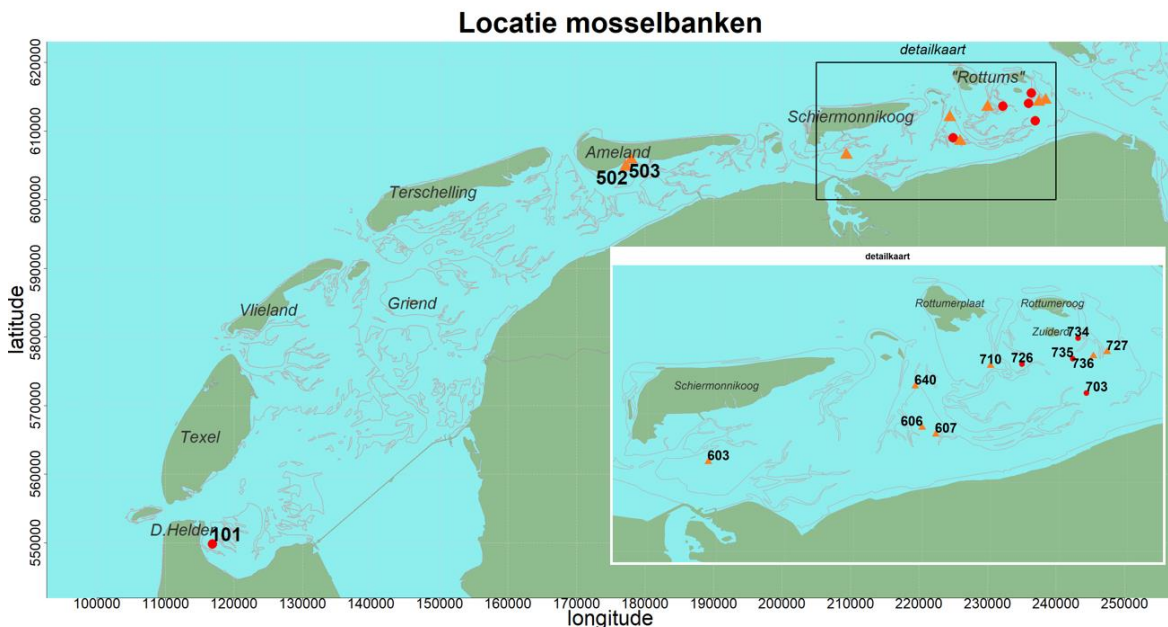 Locatie mosselbanken
detailkaart
"Rottums"
Schiermonnikoog
Ameland
502 503
Terschelling
Vlieland
Griend
Texel
D.Helder
101
latitude
620000
610000
600000
590000
580000
570000
560000
550000
100000 110000 120000 130000 140000 150000 160000 170000 180000 190000 200000 210000 220000 230000 240000 250000
longitude
detailkaart
Rottumerplaat Rottumeroog
Zuiderd
734
710 726 735 736 727
Schiermonnikoog
640 703
606 607
603